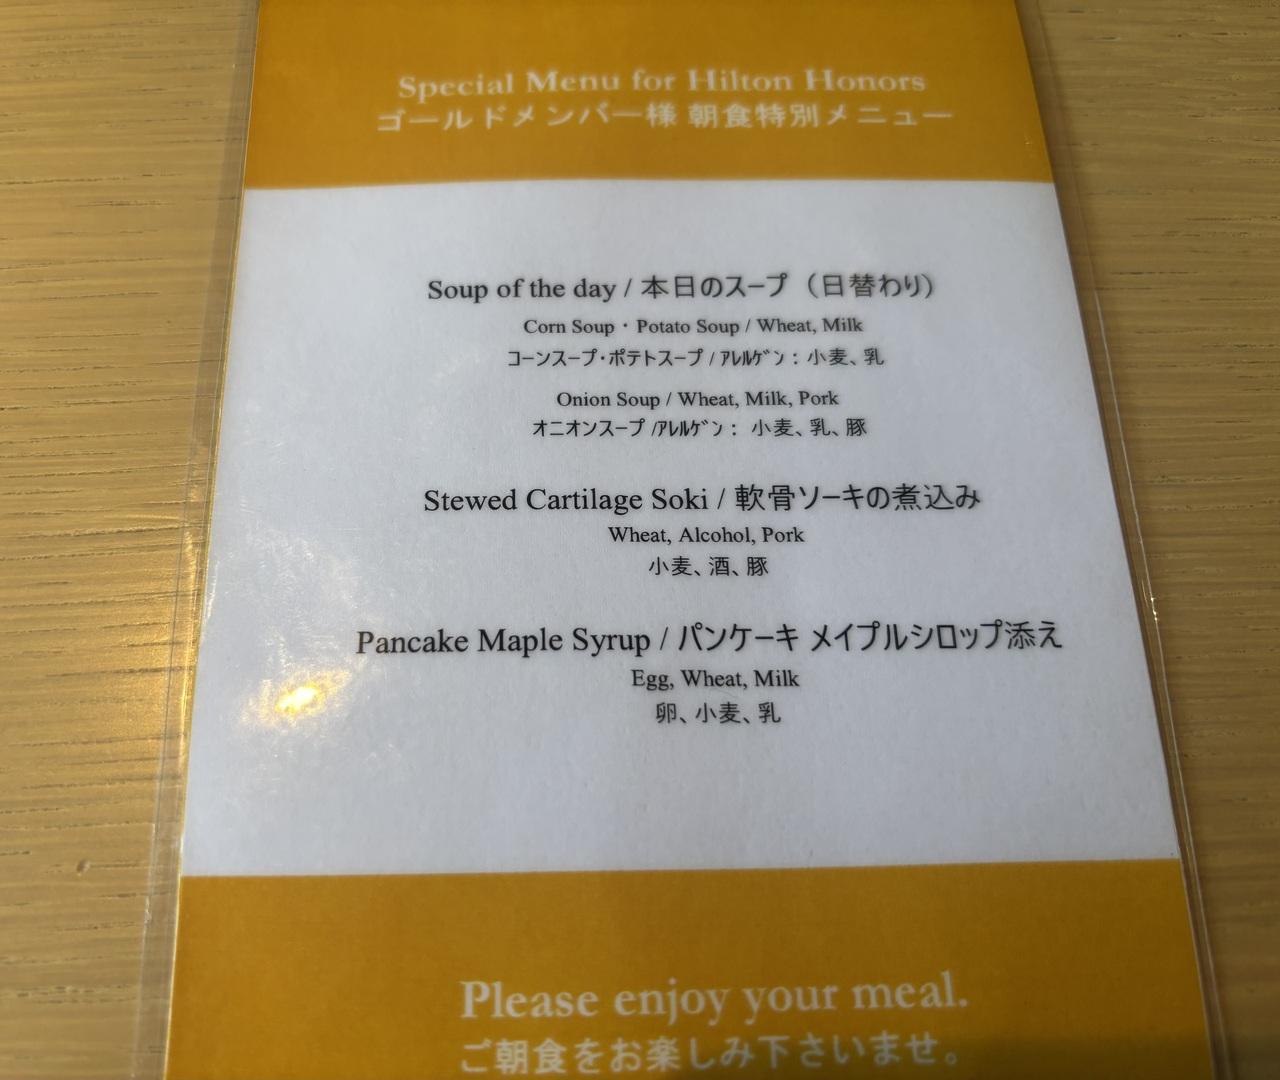 Special Menu for Hilton Honors
ゴールドメンバー様 朝食特別メニュー
Soup of the day / 本日のスープ（日替わり）
Corn Soup・Potato Soup / Wheat, Milk
コーンスープ・ポテトスープ / ｱﾚﾙｹﾞﾝ：小麦、乳
Onion Soup / Wheat, Milk, Pork
オニオンスープ /ｱﾚﾙｹﾞﾝ： 小麦、乳、豚
Stewed Cartilage Soki / 軟骨ソーキの煮込み
Wheat, Alcohol, Pork
小麦、酒、豚
Pancake Maple Syrup / パンケーキ メイプルシロップ添え
Egg, Wheat, Milk
卵、小麦、乳
Please enjoy your meal.
ご朝食をお楽しみ下さいませ。